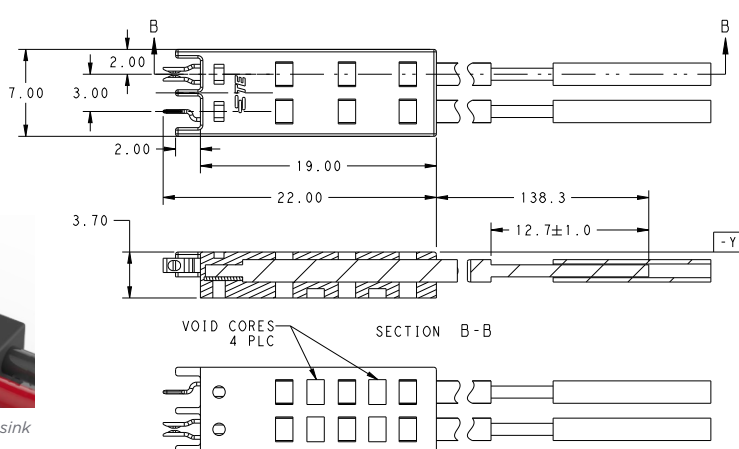 B
B
2.00
7.00
3.00
TE
2.00
19.00
22.00
138.3
3.70
12.7±1.0
-Y
VOID CORES
4 PLC
SECTION B-B
sink